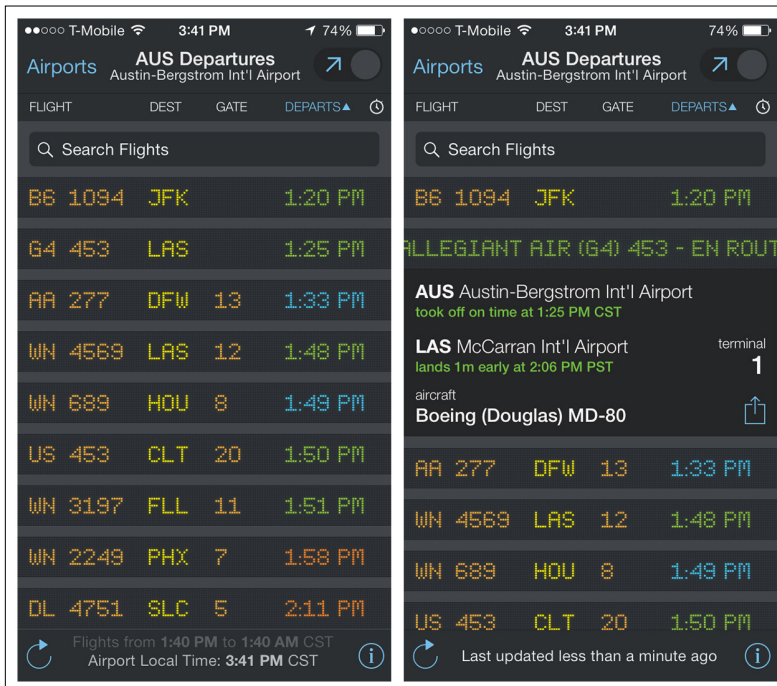 T-Mobile 3:41 PM 74%
Airports AUS Departures
Austin-Bergstrom Int'l Airport
FLIGHT DEST GATE DEPARTS▲
Search Flights
B6 1094 JFK 1:20 PM
G4 453 LAS 1:25 PM
AA 277 DFW 13 1:33 PM
WN 4569 LAS 12 1:48 PM
WN 689 HOU 8 1:49 PM
US 453 CLT 20 1:50 PM
WN 3197 FLL 11 1:51 PM
WN 2249 PHX 7 1:58 PM
DL 4751 SLC 5 2:11 PM
Flights from 1:40 PM to 1:40 AM CST
Airport Local Time: 3:41 PM CST
T-Mobile 3:41 PM 74%
Airports AUS Departures
Austin-Bergstrom Int'l Airport
FLIGHT DEST GATE DEPARTS▲
Search Flights
B6 1094 JFK 1:20 PM
ALLEGIANT AIR (G4) 453 - EN ROUT
AUS Austin-Bergstrom Int'l Airport
took off on time at 1:25 PM CST
LAS McCarran Int'l Airport terminal
lands 1m early at 2:06 PM PST 1
aircraft
Boeing (Douglas) MD-80
AA 277 DFW 13 1:33 PM
WN 4569 LAS 12 1:48 PM
WN 689 HOU 8 1:49 PM
US 453 CLT 20 1:50 PM
Last updated less than a minute ago